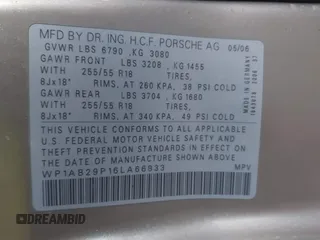 MFD BY DR. ING. H.C.F. PORSCHE AG 05/06
GVWR LBS 6790 ,KG 3080
GAWR FRONT LBS 3208 ,KG 1455
WITH 255/55 R18 TIRES,
8Jx18" RIMS, AT 260 KPA, 38 PSI COLD
GAWR REAR LBS 3704 ,KG 1680
WITH 255/55 R18 TIRES,
8Jx18" RIMS, AT 340 KPA, 49 PSI COLD
THIS VEHICLE CONFORMS TO ALL APPLICABLE
U.S. FEDERAL MOTOR VEHICLE SAFETY
STANDARDS IN EFFECT ON THE DATE OF
MANUFACTURE SHOWN ABOVE.
WP1AB29P16LA66833 MPV
MADE IN GERMANY
DREAMBID
dreambid.com